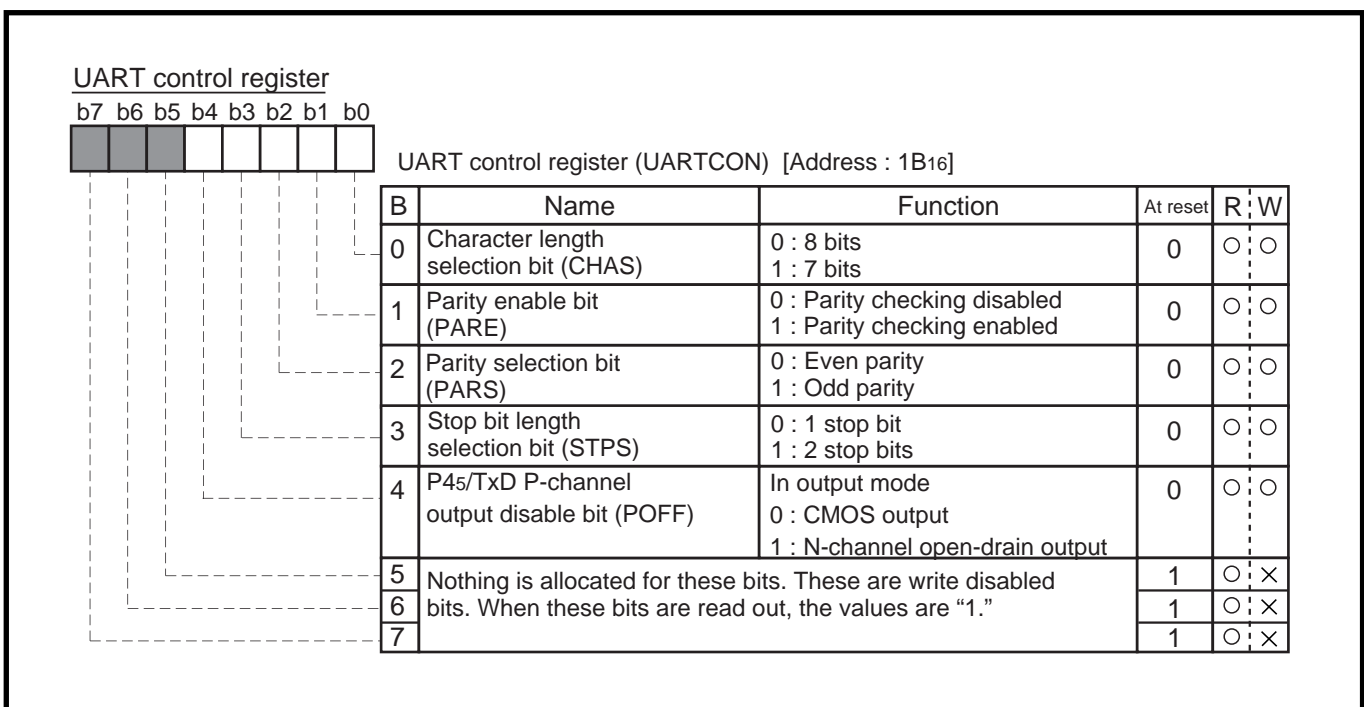 UART control register
b7 b6 b5 b4 b3 b2 b1 b0
UART control register (UARTCON) [Address : 1B16]
B Name Function At reset R W
0 Character length selection bit (CHAS) 0 : 8 bits 1 : 7 bits 0 ○ ○
1 Parity enable bit (PARE) 0 : Parity checking disabled 1 : Parity checking enabled 0 ○ ○
2 Parity selection bit (PARS) 0 : Even parity 1 : Odd parity 0 ○ ○
3 Stop bit length selection bit (STPS) 0 : 1 stop bit 1 : 2 stop bits 0 ○ ○
4 P45/TxD P-channel output disable bit (POFF) In output mode 0 : CMOS output 1 : N-channel open-drain output 0 ○ ○
5 Nothing is allocated for these bits. These are write disabled 1 ○ ×
6 bits. When these bits are read out, the values are “1.” 1 ○ ×
7 1 ○ ×